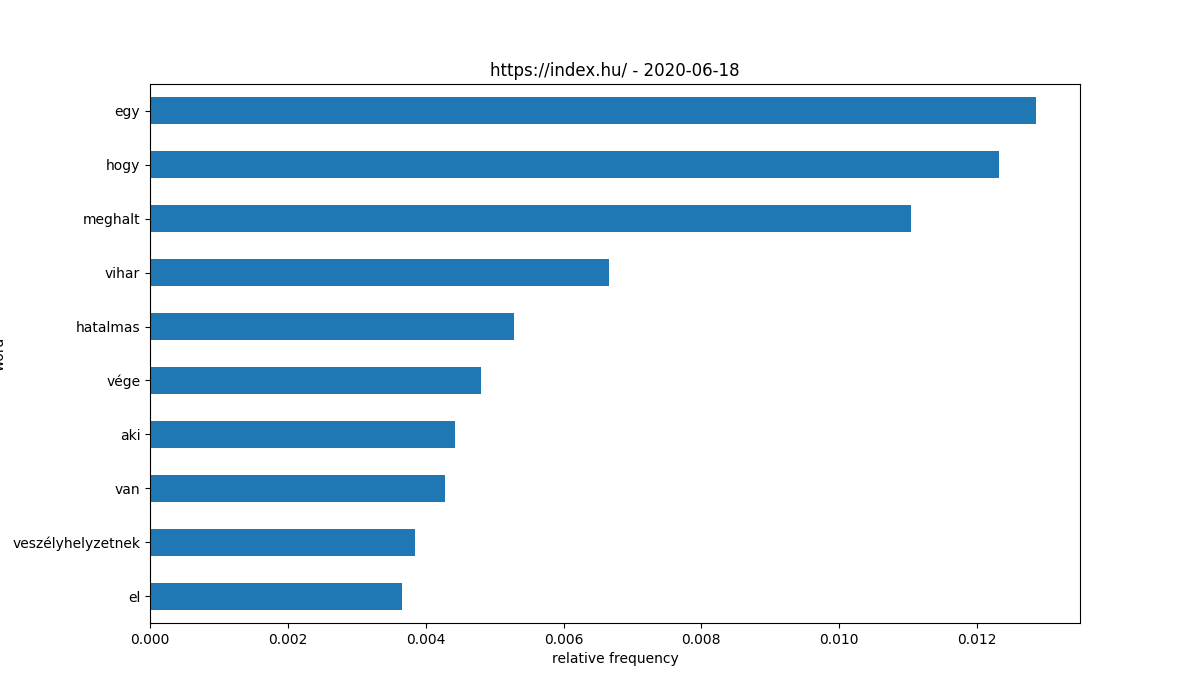 https://index.hu/ - 2020-06-18
egy
hogy
meghalt
vihar
hatalmas
vége
aki
van
veszélyhelyzetnek
el
0.000 0.002 0.004 0.006 0.008 0.010 0.012
relative frequency